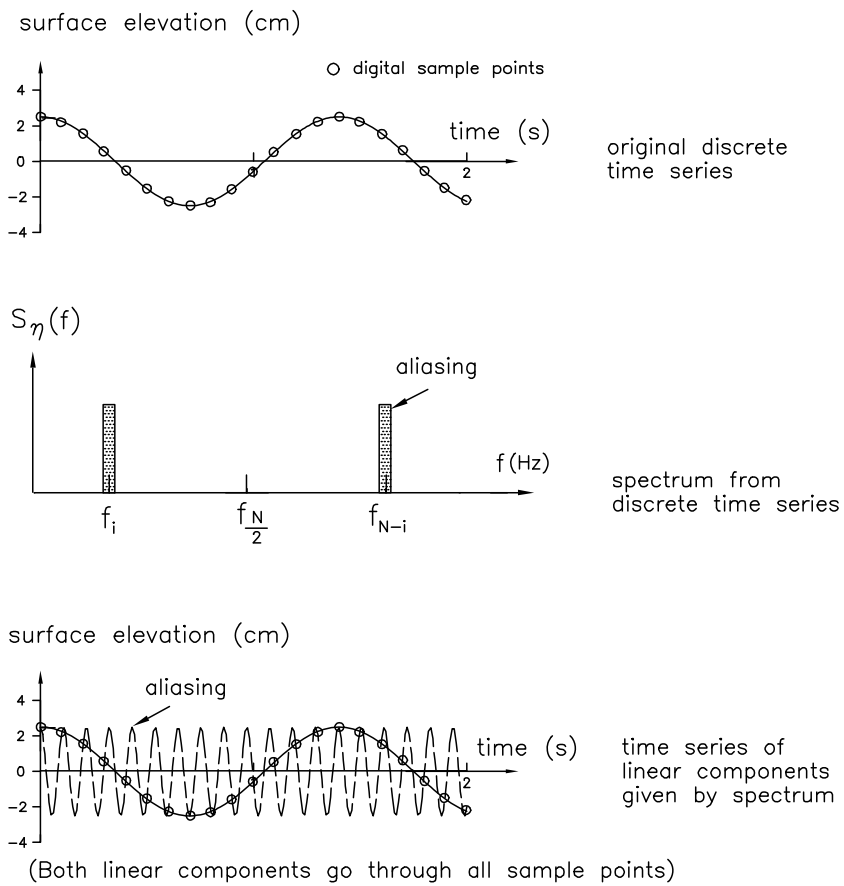 surface elevation (cm)
digital sample points
4
2
0
−2
−4
time (s)
1
2
original discrete
time series
Sη(f)
aliasing
f(Hz)
fi
fN/2
fN−i
spectrum from
discrete time series
surface elevation (cm)
aliasing
4
2
0
−2
−4
time (s)
1
2
time series of
linear components
given by spectrum
(Both linear components go through all sample points)